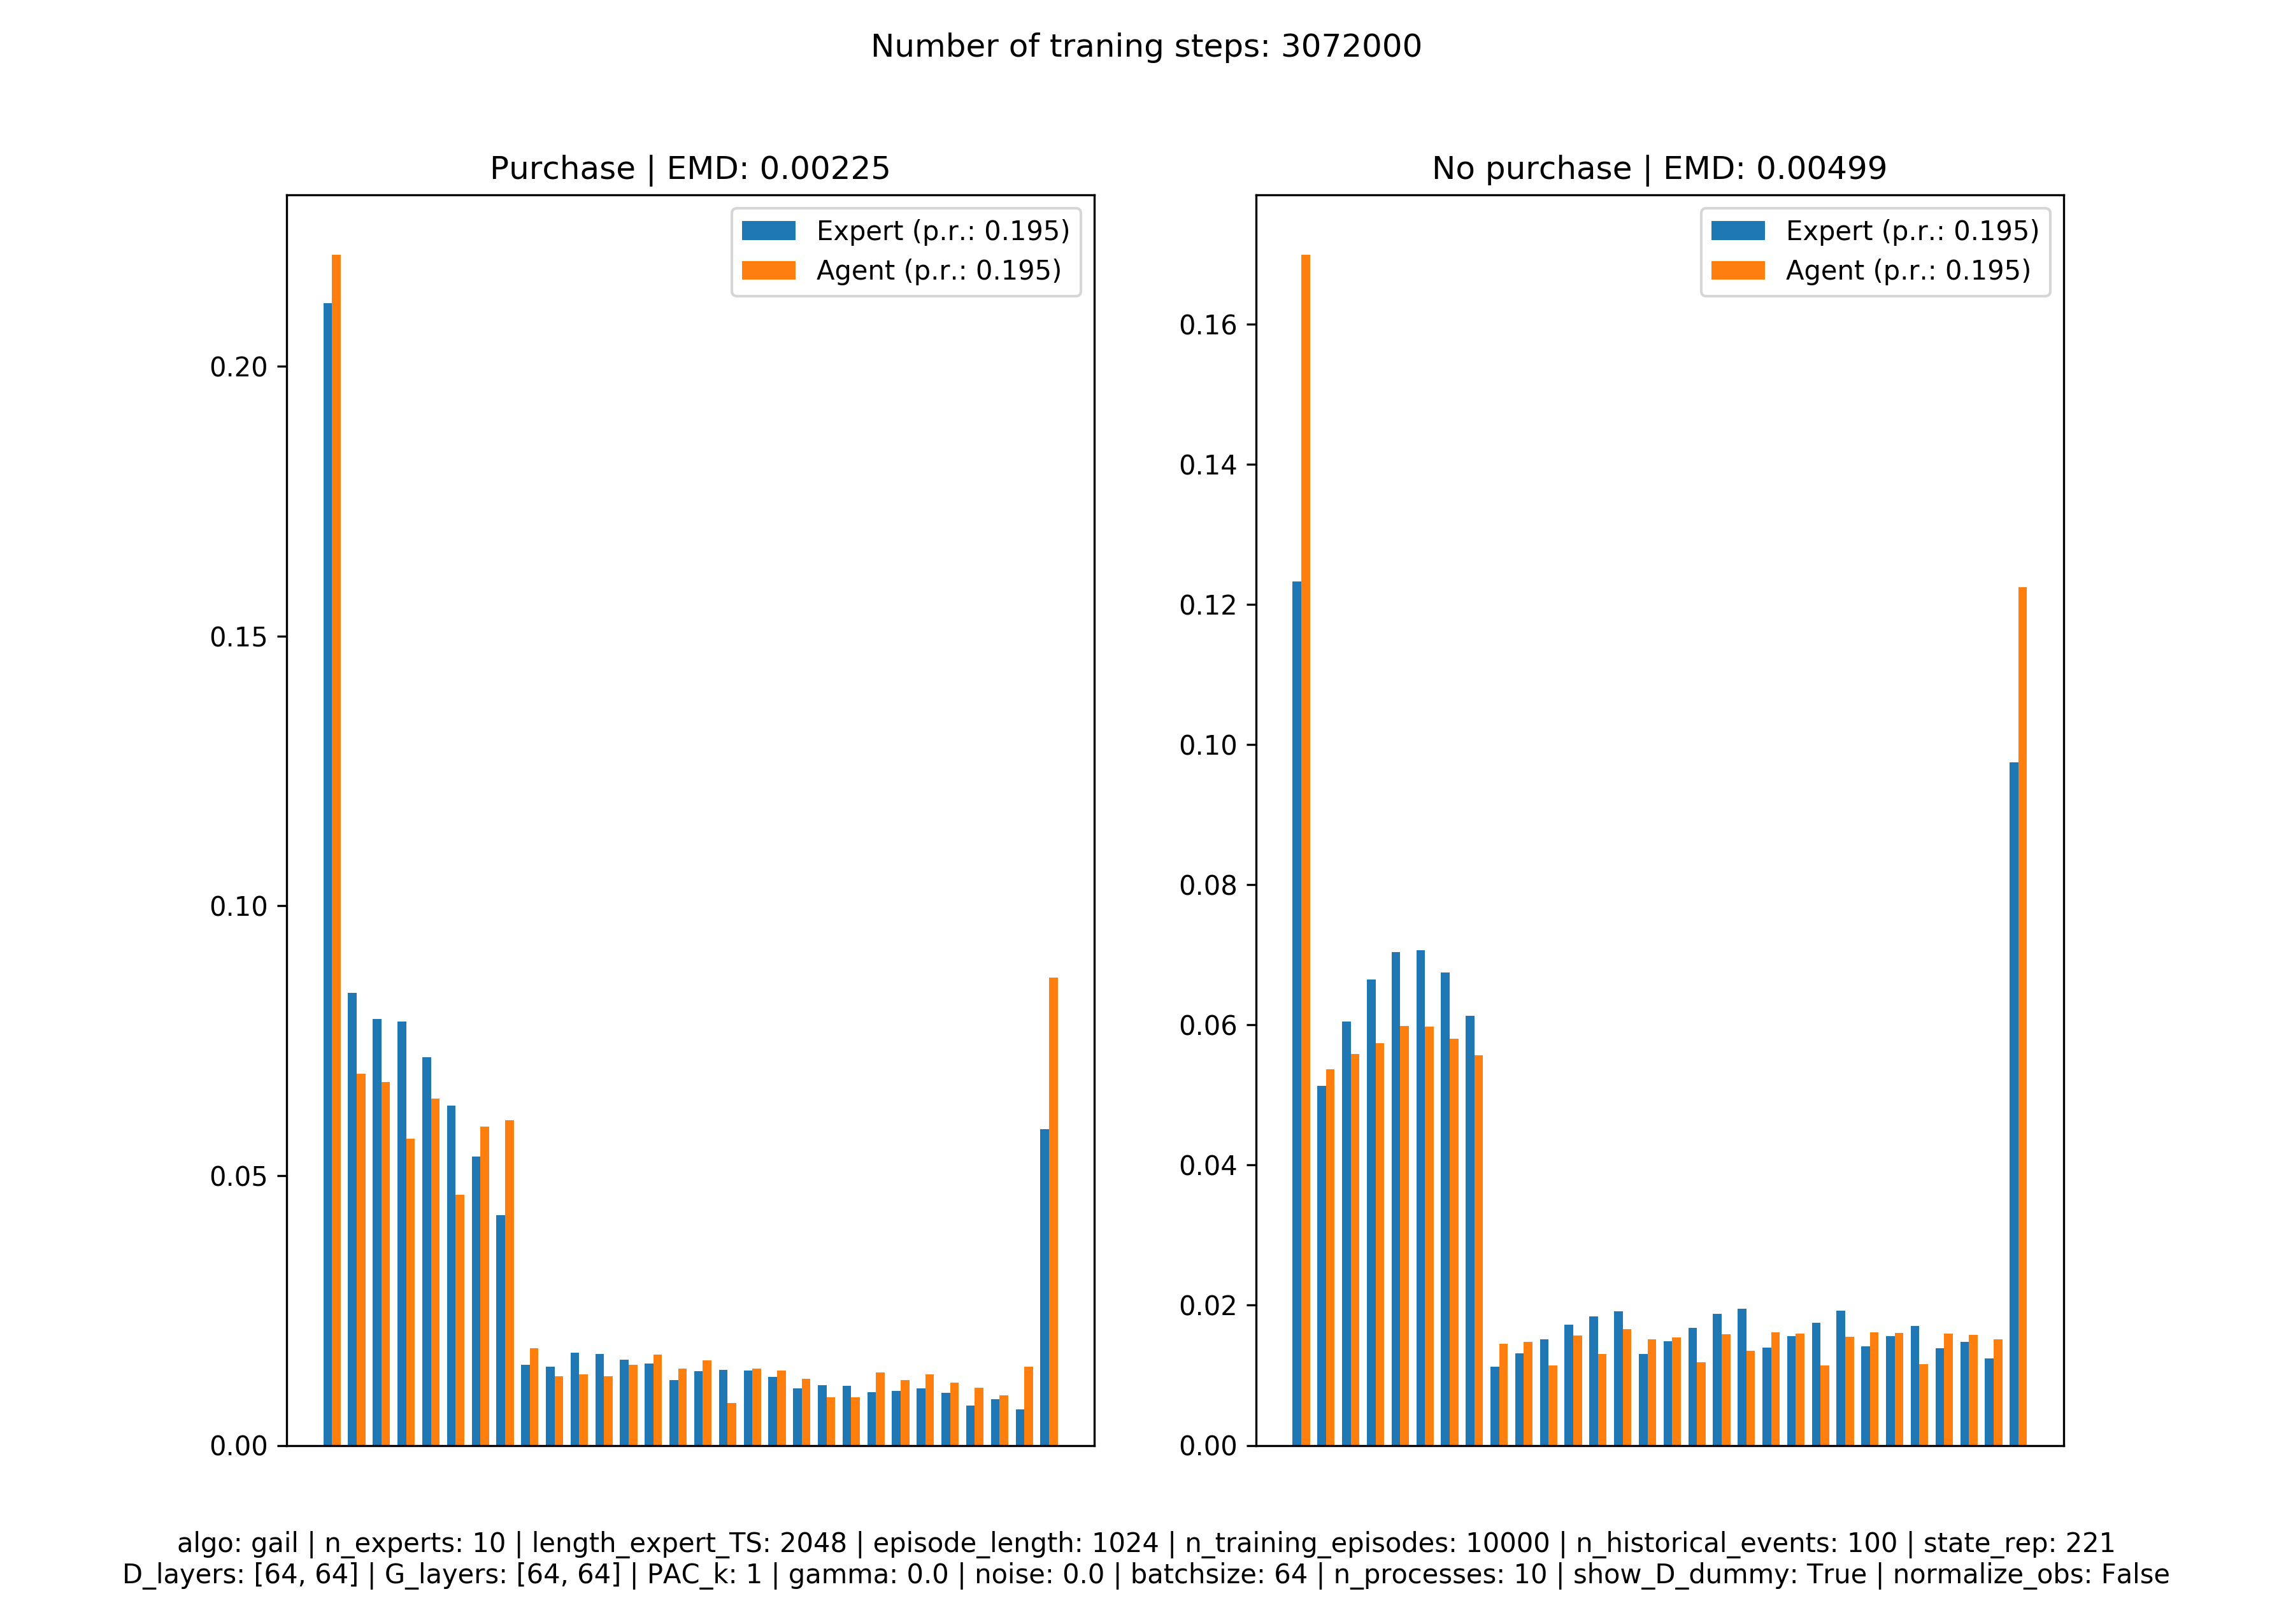 Number of traning steps: 3072000
Purchase | EMD: 0.00225
Expert (p.r.: 0.195)
Agent (p.r.: 0.195)
0.20
0.15
0.10
0.05
0.00
No purchase | EMD: 0.00499
Expert (p.r.: 0.195)
Agent (p.r.: 0.195)
0.16
0.14
0.12
0.10
0.08
0.06
0.04
0.02
0.00
algo: gail | n_experts: 10 | length_expert_TS: 2048 | episode_length: 1024 | n_training_episodes: 10000 | n_historical_events: 100 | state_rep: 221
D_layers: [64, 64] | G_layers: [64, 64] | PAC_k: 1 | gamma: 0.0 | noise: 0.0 | batchsize: 64 | n_processes: 10 | show_D_dummy: True | normalize_obs: False